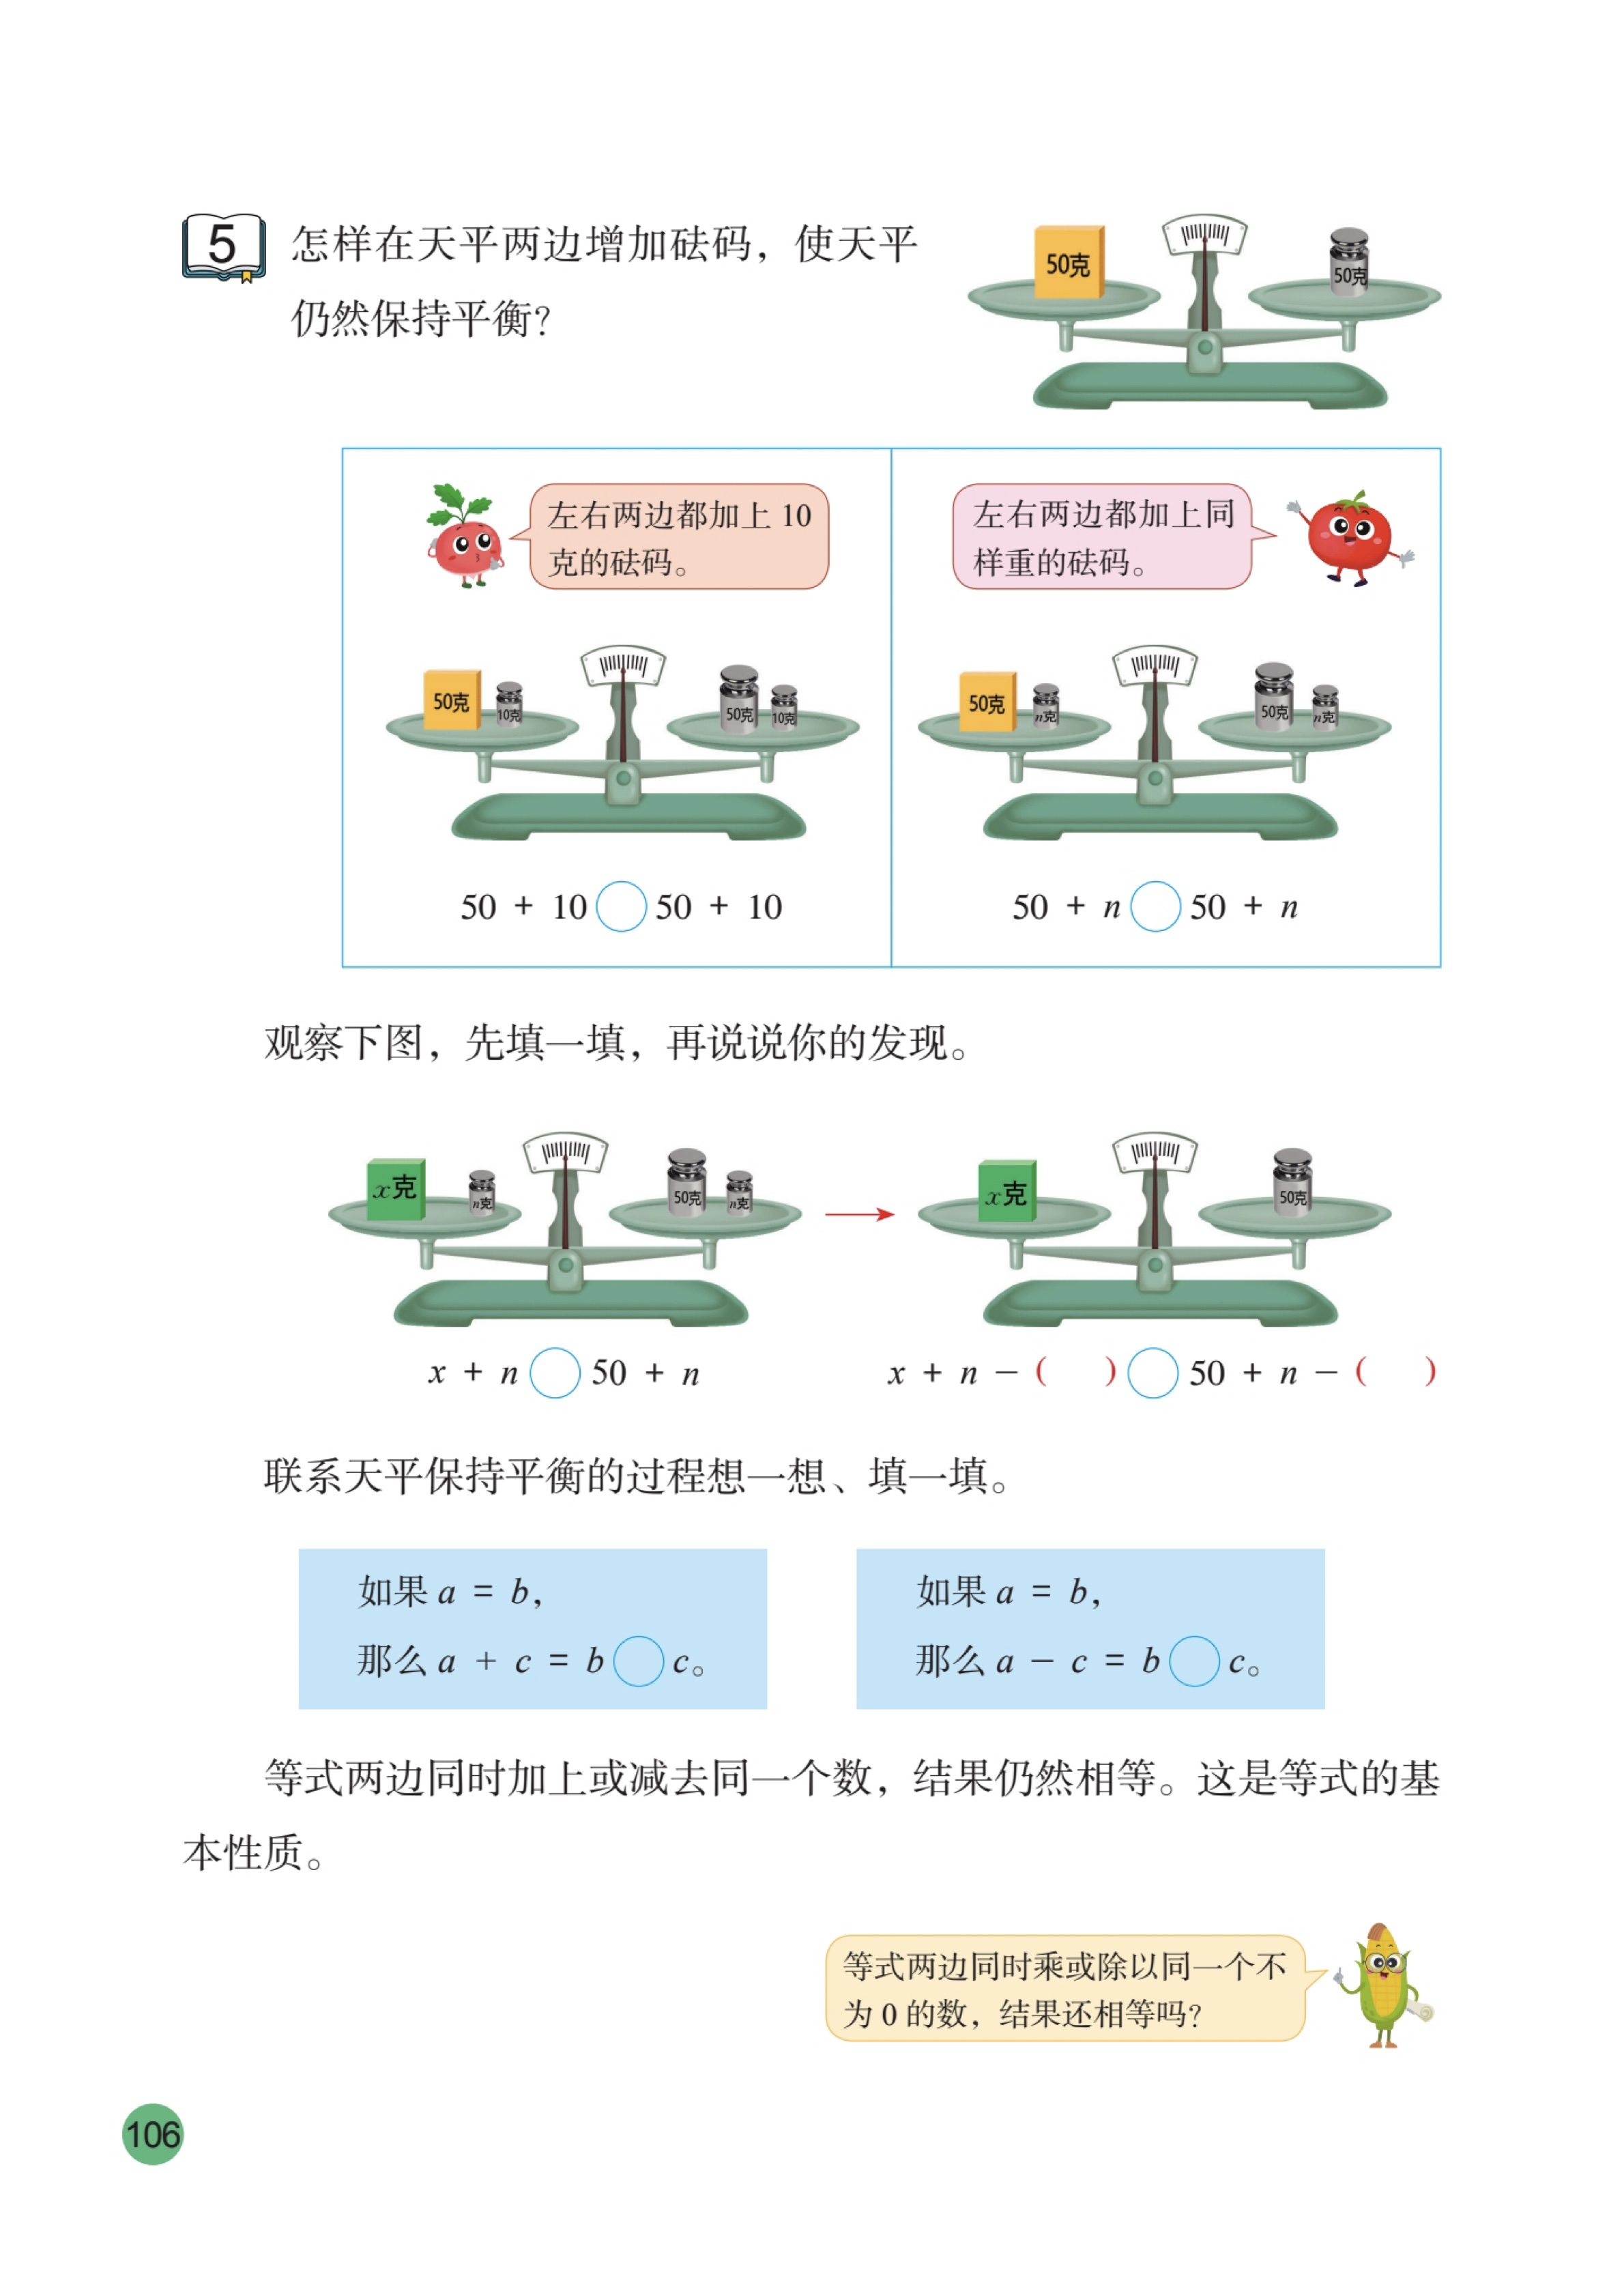 5 怎样在天平两边增加砝码，使天平
仍然保持平衡？
50克 50克
左右两边都加上 10
克的砝码。
左右两边都加上同
样重的砝码。
50克 10克 50克 10克
50克 n克 50克 n克
50 + 10 ○ 50 + 10
50 + n ○ 50 + n
观察下图，先填一填，再说说你的发现。
x克 n克 50克 n克
x克 50克
x + n ○ 50 + n
x + n − (  ) ○ 50 + n − (  )
联系天平保持平衡的过程想一想、填一填。
如果 a = b，
那么 a + c = b ○ c。
如果 a = b，
那么 a − c = b ○ c。
等式两边同时加上或减去同一个数，结果仍然相等。这是等式的基
本性质。
等式两边同时乘或除以同一个不
为 0 的数，结果还相等吗？
106